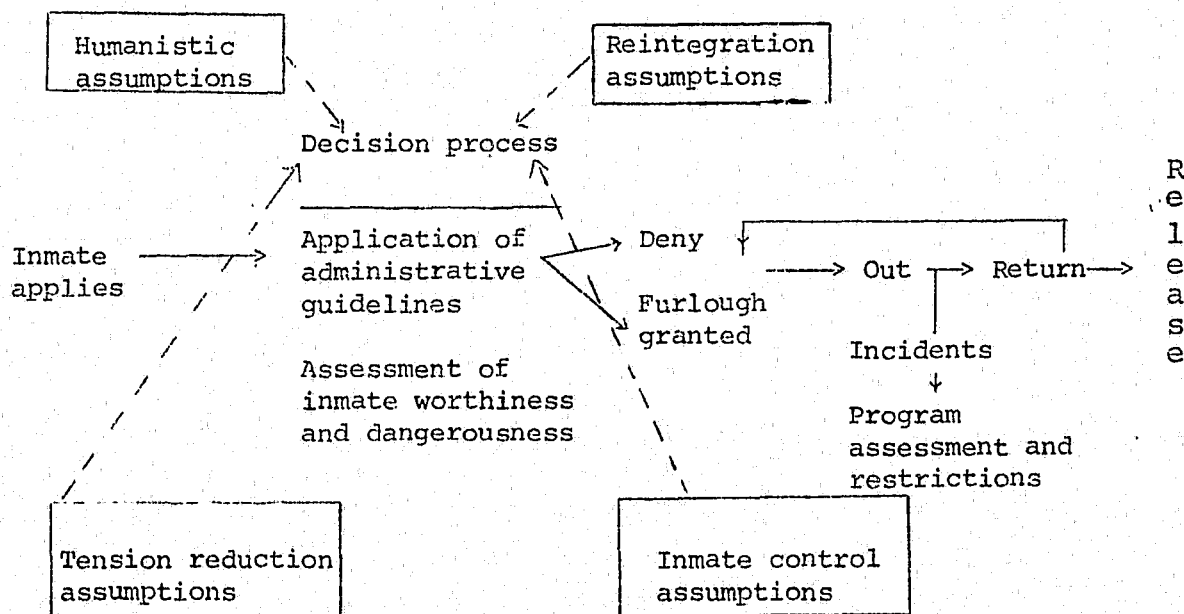 Humanistic
assumptions
Reintegration
assumptions
Decision process
Inmate
applies
Application of
administrative
guidelines
Assessment of
inmate worthiness
and dangerousness
Deny
Furlough
granted
Out
Return
Incidents
Program
assessment and
restrictions
Release
Tension reduction
assumptions
Inmate control
assumptions